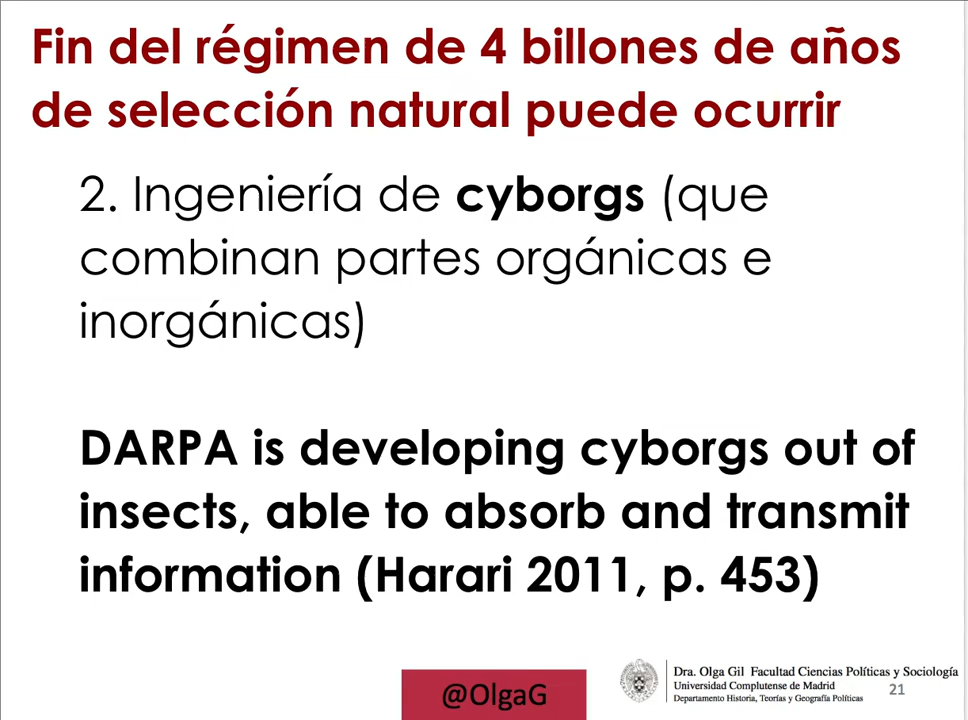 Fin del régimen de 4 billones de años
de selección natural puede ocurrir
2. Ingeniería de cyborgs (que
combinan partes orgánicas e
inorgánicas)
DARPA is developing cyborgs out of
insects, able to absorb and transmit
information (Harari 2011, p. 453)
@OlgaG
Dra. Olga Gil Facultad Ciencias Políticas y Sociología
Universidad Complutense de Madrid
Departamento Historia, Teorías y Geografía Políticas
21